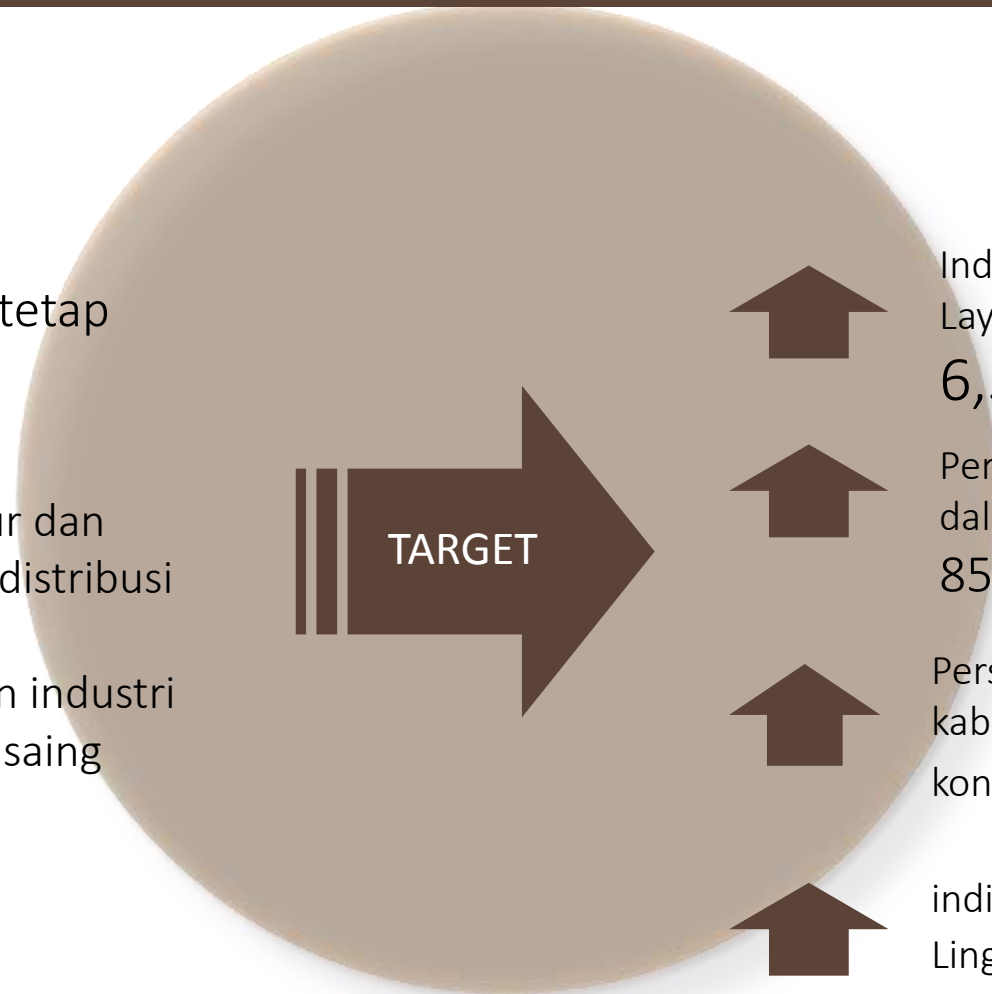 tetap
ur dan
distribusi
n industri
saing
TARGET
Ind
Lay
6,
Per
dal
85
Pers
kab
kon
indi
Ling